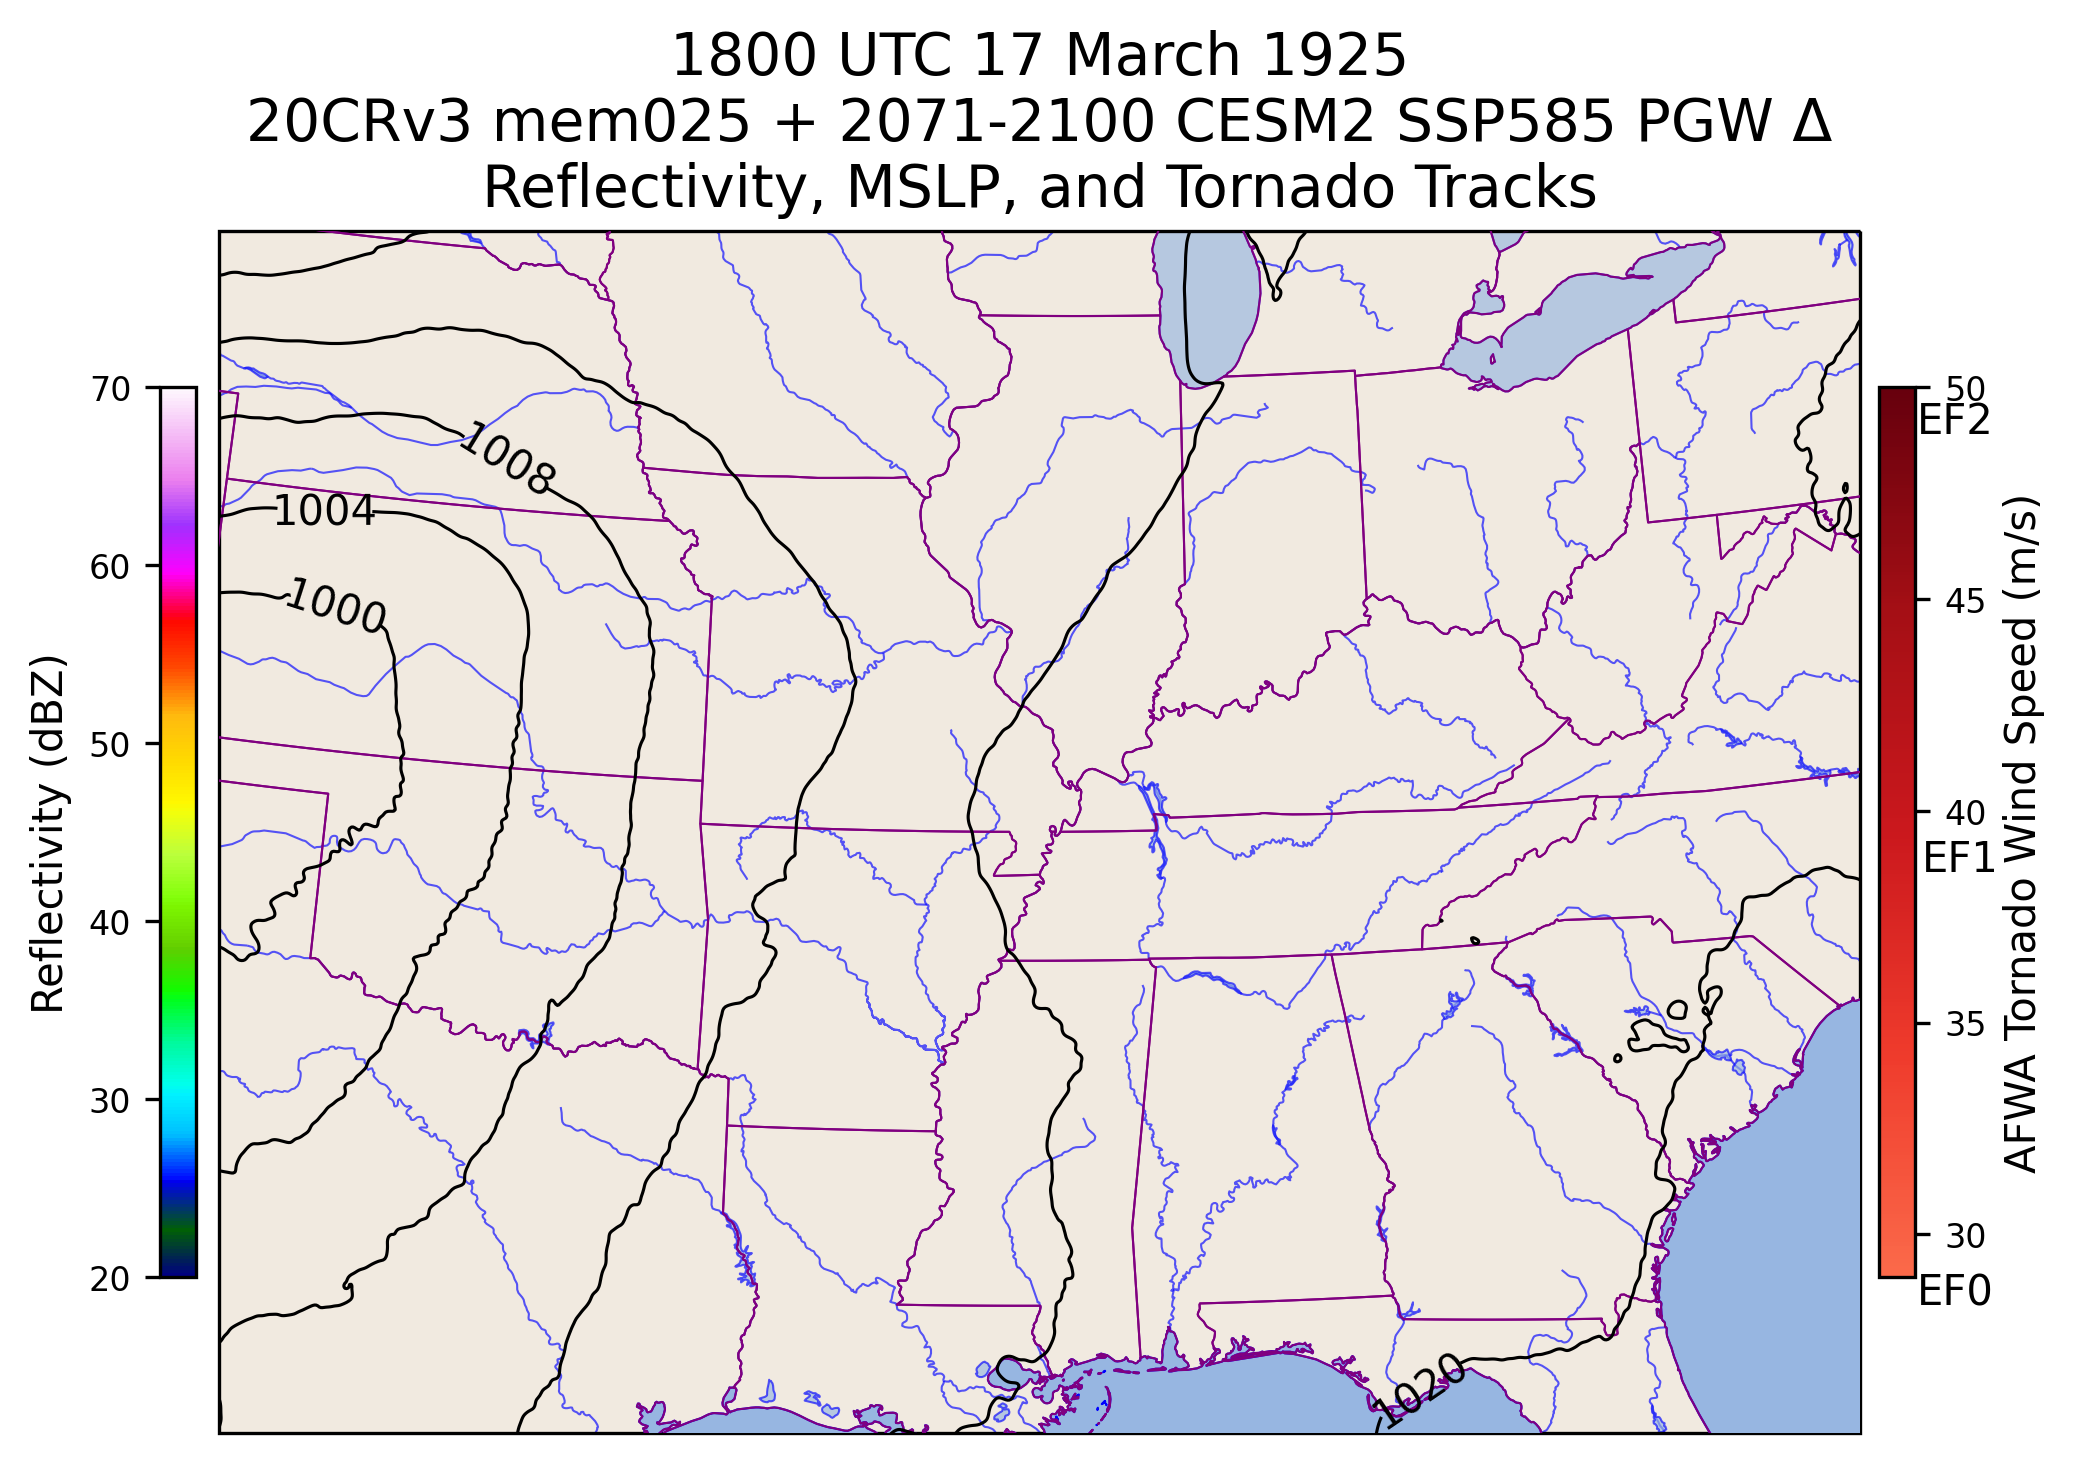 1800 UTC 17 March 1925
20CRv3 mem025 + 2071-2100 CESM2 SSP585 PGW Δ
Reflectivity, MSLP, and Tornado Tracks
70
60
50
40
30
20
Reflectivity (dBZ)
1008
1004
1000
1020
50
EF2
45
40
EF1
35
30
EF0
AFWA Tornado Wind Speed (m/s)